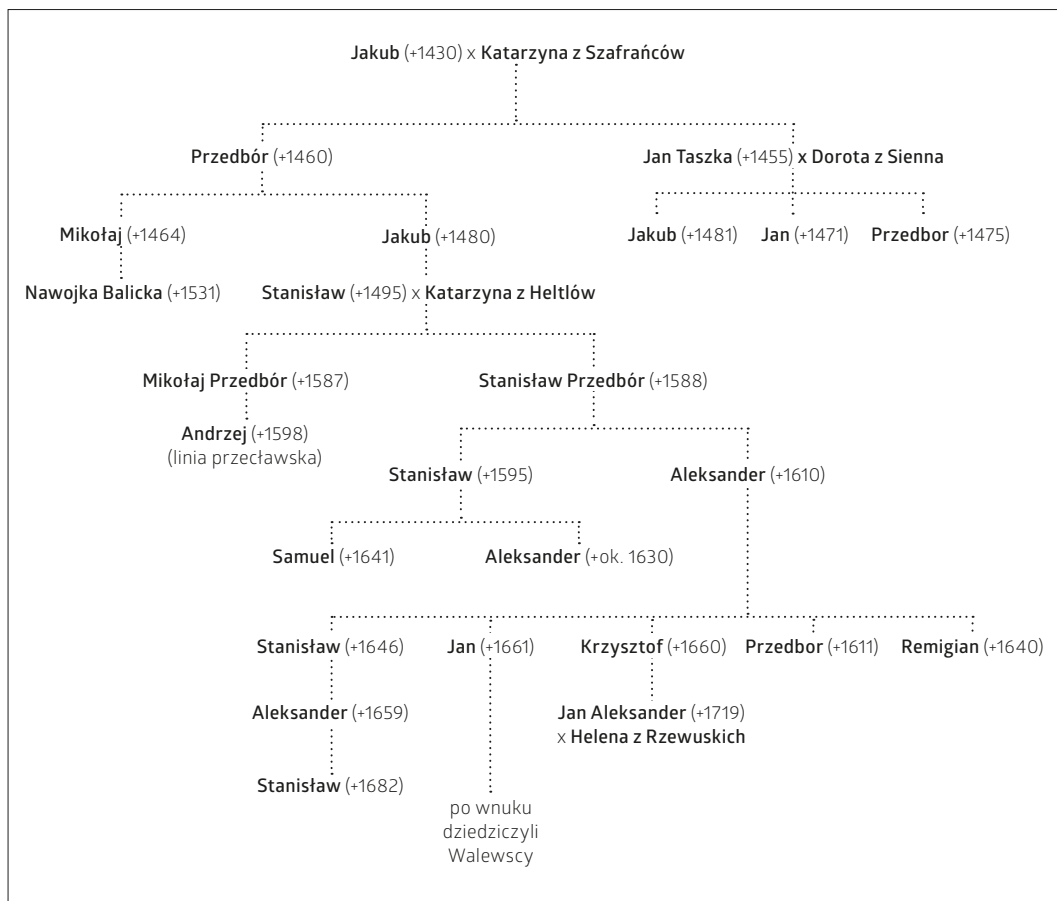 Jakub (+1430) x Katarzyna z Szafrańców
Przedbór (+1460)
Jan Taszka (+1455) x Dorota z Sienna
Mikołaj (+1464)
Jakub (+1480)
Jakub (+1481)
Jan (+1471)
Przedbor (+1475)
Nawojka Balicka (+1531)
Stanisław (+1495) x Katarzyna z Heltlów
Mikołaj Przedbór (+1587)
Stanisław Przedbór (+1588)
Andrzej (+1598)
(linia przecławska)
Stanisław (+1595)
Aleksander (+1610)
Samuel (+1641)
Aleksander (+ok. 1630)
Stanisław (+1646)
Jan (+1661)
Krzysztof (+1660)
Przedbor (+1611)
Remigian (+1640)
Aleksander (+1659)
Jan Aleksander (+1719)
x Helena z Rzewuskich
Stanisław (+1682)
po wnuku
dziedziczyli
Walewscy